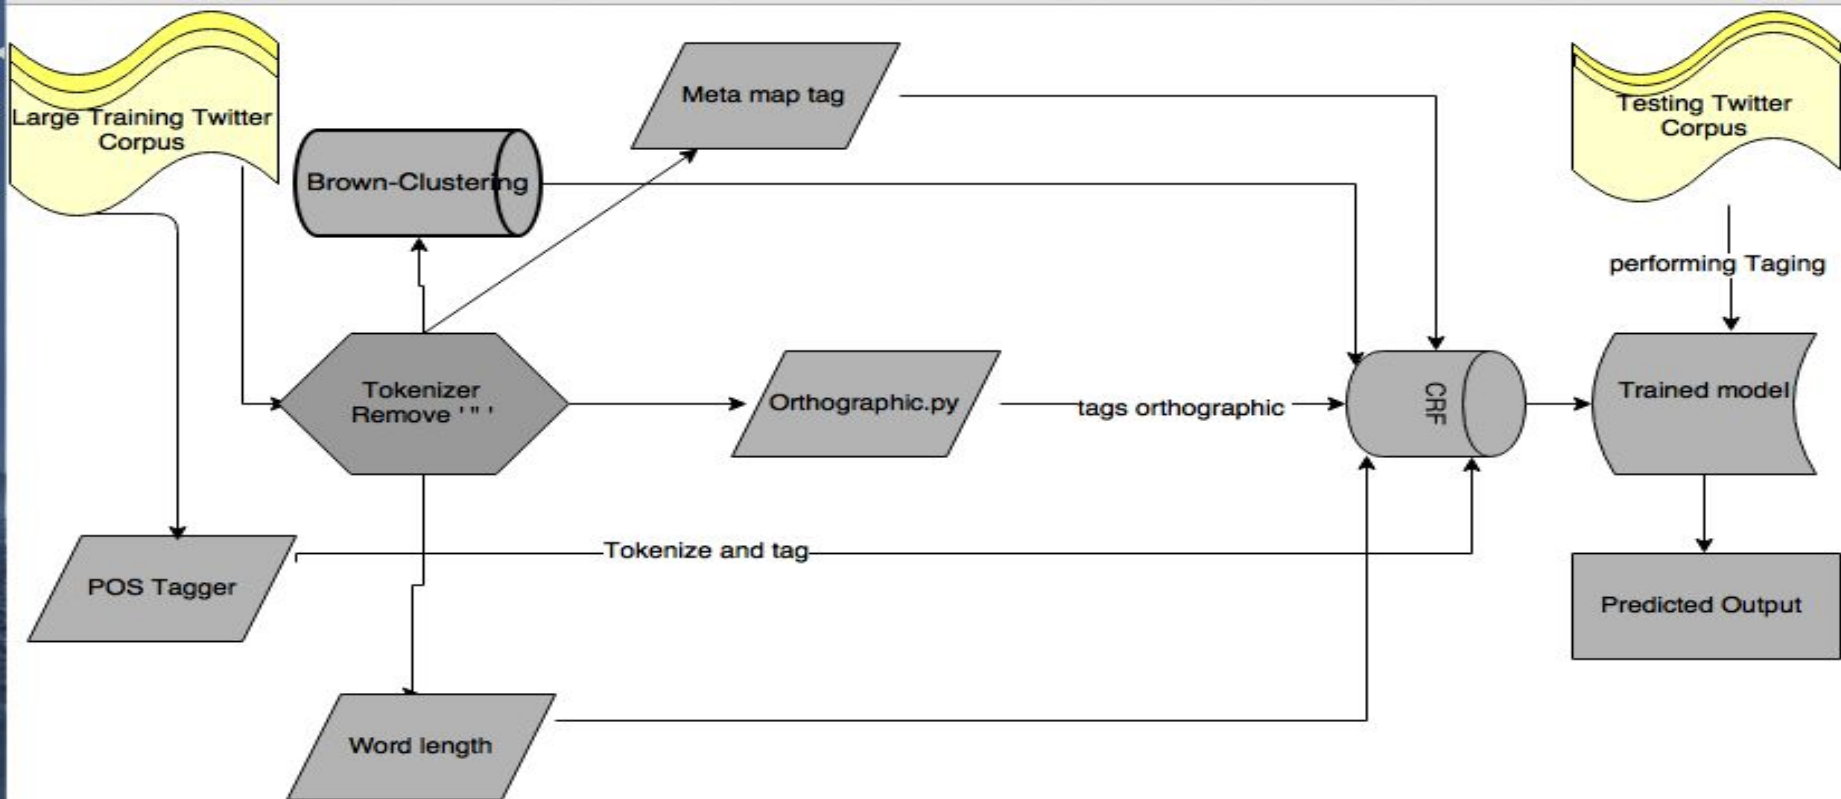 Large Training Twitter
Corpus
Meta map tag
Testing Twitter
Corpus
Brown-Clustering
performing Taging
Tokenizer
Remove ' " '
Orthographic.py
tags orthographic
CRF
Trained model
Tokenize and tag
POS Tagger
Predicted Output
Word length